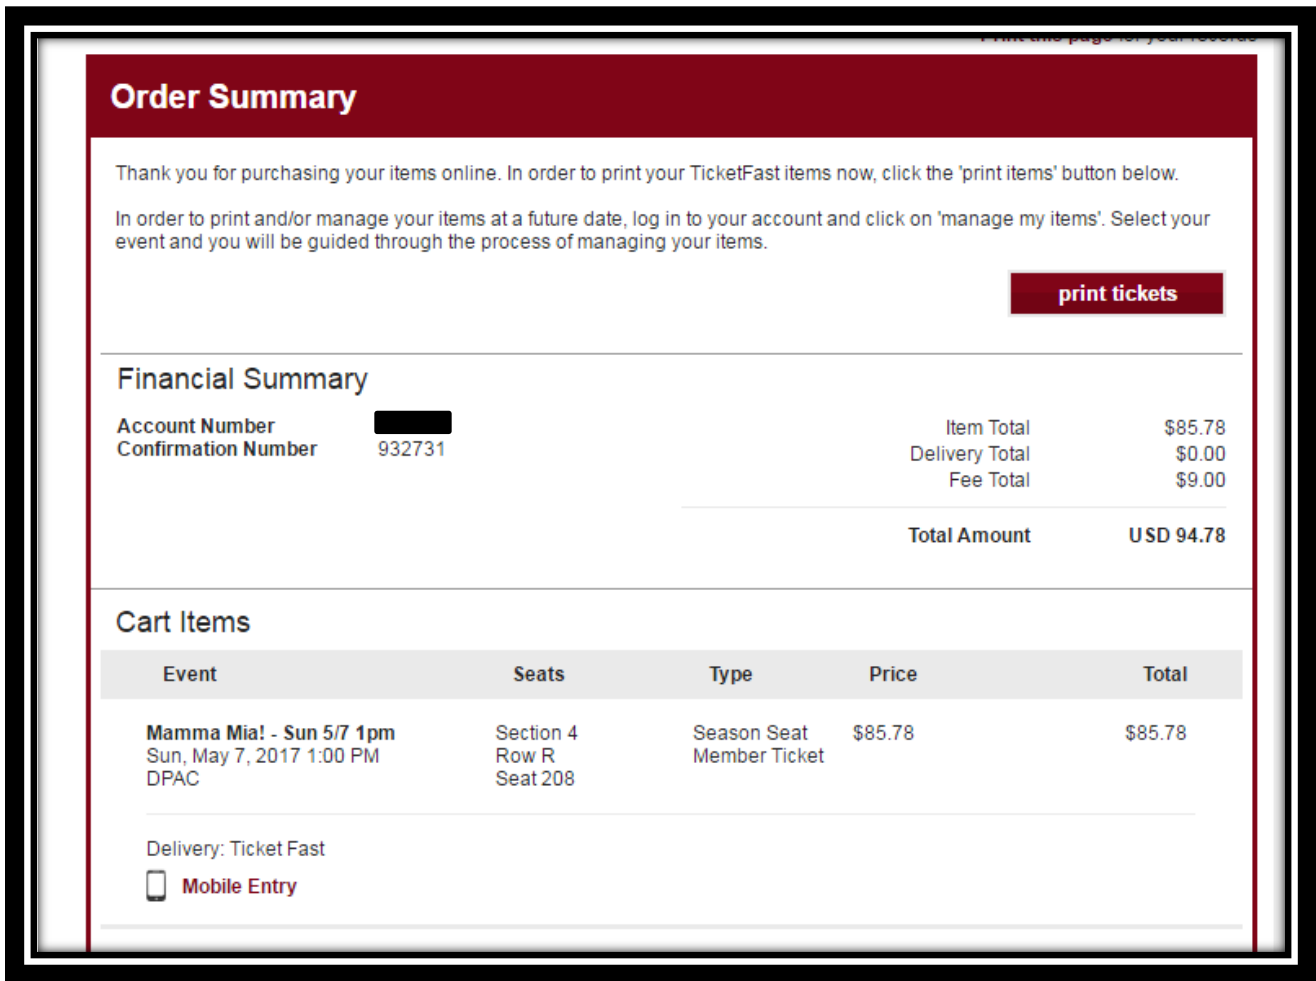 Print this page for your records
Order Summary
Thank you for purchasing your items online. In order to print your TicketFast items now, click the 'print items' button below.
In order to print and/or manage your items at a future date, log in to your account and click on 'manage my items'. Select your
event and you will be guided through the process of managing your items.
print tickets
Financial Summary
Account Number
Confirmation Number 932731
Item Total $85.78
Delivery Total $0.00
Fee Total $9.00
Total Amount USD 94.78
Cart Items
Event Seats Type Price Total
Mamma Mia! - Sun 5/7 1pm Section 4 Season Seat $85.78 $85.78
Sun, May 7, 2017 1:00 PM Row R Member Ticket
DPAC Seat 208
Delivery: Ticket Fast
Mobile Entry